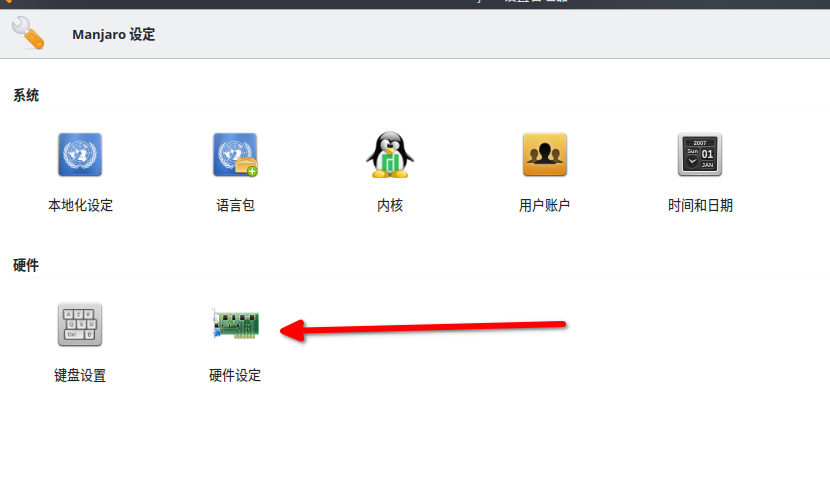 Manjaro 设定
系统
本地化设定
语言包
内核
用户账户
时间和日期
2007
Sun
01
JAN
硬件
键盘设置
硬件设定